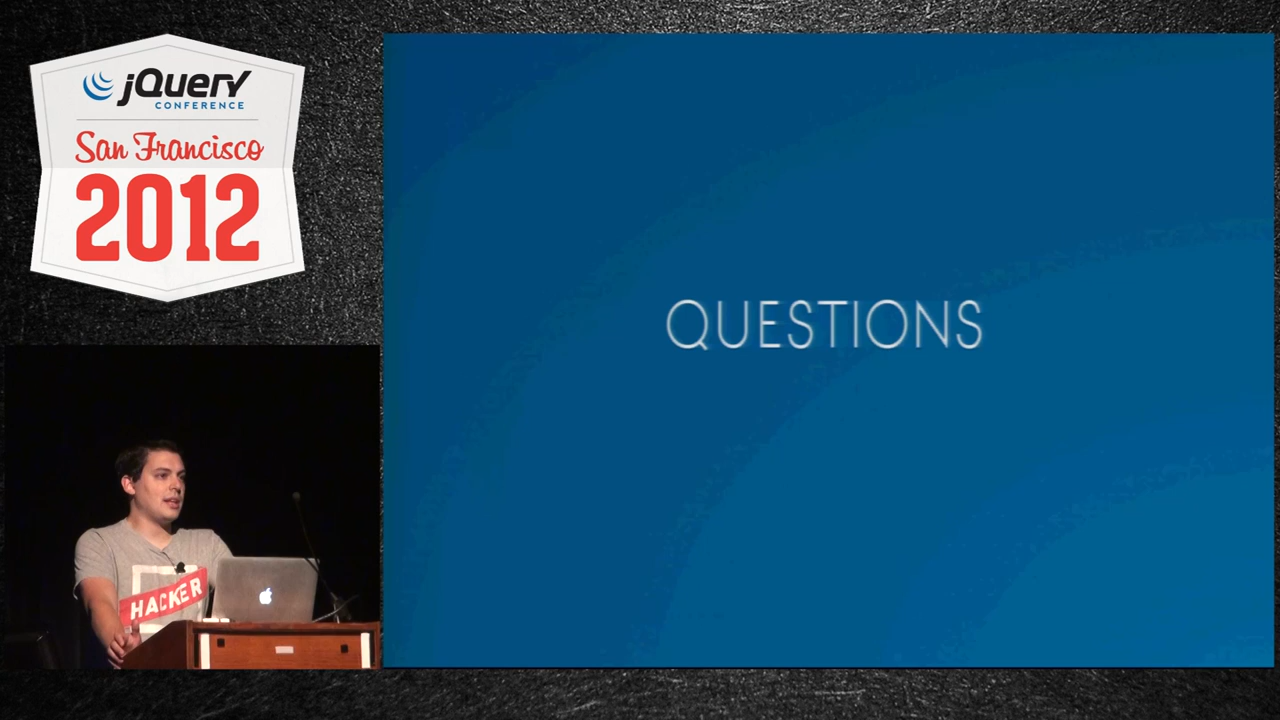 jQuery
CONFERENCE
San Francisco
2012
QUESTIONS
HACKER